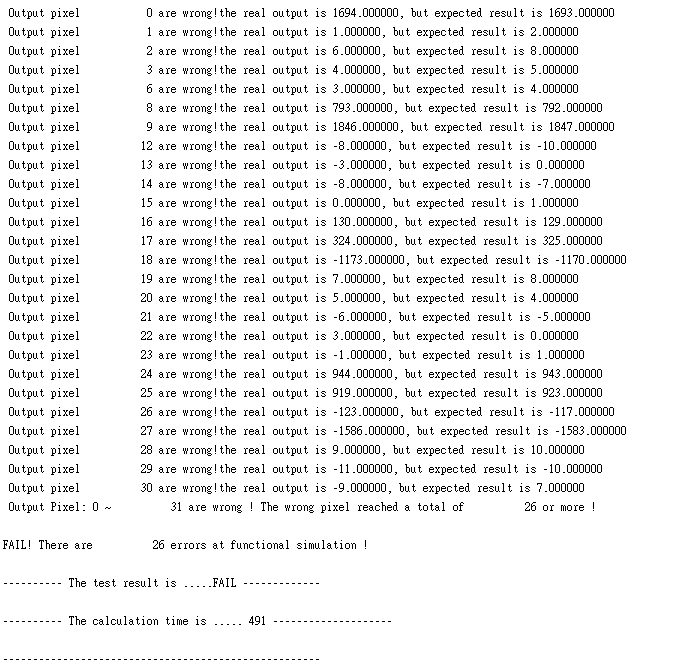 Output pixel 0 are wrong!the real output is 1694.000000, but expected result is 1693.000000
Output pixel 1 are wrong!the real output is 1.000000, but expected result is 2.000000
Output pixel 2 are wrong!the real output is 6.000000, but expected result is 8.000000
Output pixel 3 are wrong!the real output is 4.000000, but expected result is 5.000000
Output pixel 6 are wrong!the real output is 3.000000, but expected result is 4.000000
Output pixel 8 are wrong!the real output is 793.000000, but expected result is 792.000000
Output pixel 9 are wrong!the real output is 1846.000000, but expected result is 1847.000000
Output pixel 12 are wrong!the real output is -8.000000, but expected result is -10.000000
Output pixel 13 are wrong!the real output is -3.000000, but expected result is 0.000000
Output pixel 14 are wrong!the real output is -8.000000, but expected result is -7.000000
Output pixel 15 are wrong!the real output is 0.000000, but expected result is 1.000000
Output pixel 16 are wrong!the real output is 130.000000, but expected result is 129.000000
Output pixel 17 are wrong!the real output is 324.000000, but expected result is 325.000000
Output pixel 18 are wrong!the real output is -1173.000000, but expected result is -1170.000000
Output pixel 19 are wrong!the real output is 7.000000, but expected result is 8.000000
Output pixel 20 are wrong!the real output is 5.000000, but expected result is 4.000000
Output pixel 21 are wrong!the real output is -6.000000, but expected result is -5.000000
Output pixel 22 are wrong!the real output is 3.000000, but expected result is 0.000000
Output pixel 23 are wrong!the real output is -1.000000, but expected result is 1.000000
Output pixel 24 are wrong!the real output is 944.000000, but expected result is 943.000000
Output pixel 25 are wrong!the real output is 919.000000, but expected result is 923.000000
Output pixel 26 are wrong!the real output is -123.000000, but expected result is -117.000000
Output pixel 27 are wrong!the real output is -1586.000000, but expected result is -1583.000000
Output pixel 28 are wrong!the real output is 9.000000, but expected result is 10.000000
Output pixel 29 are wrong!the real output is -11.000000, but expected result is -10.000000
Output pixel 30 are wrong!the real output is -9.000000, but expected result is 7.000000
Output Pixel: 0 ~ 31 are wrong ! The wrong pixel reached a total of 26 or more !
FAIL! There are 26 errors at functional simulation !
---------- The test result is .....FAIL -------------
---------- The calculation time is ..... 491 --------------------
-----------------------------------------------------